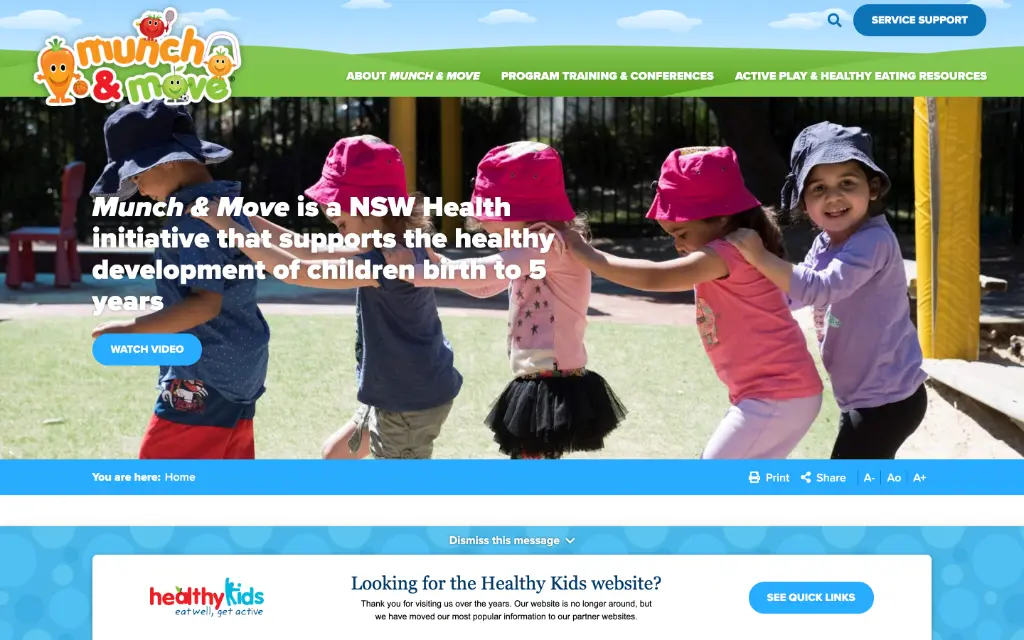 munch
& move
SERVICE SUPPORT
ABOUT MUNCH & MOVE PROGRAM TRAINING & CONFERENCES ACTIVE PLAY & HEALTHY EATING RESOURCES
Munch & Move is a NSW Health
initiative that supports the healthy
development of children birth to 5
years
WATCH VIDEO
You are here: Home
Print Share A- Ao A+
Dismiss this message
healthykids
eat well, get active
Looking for the Healthy Kids website?
Thank you for visiting us over the years. Our website is no longer around, but
we have moved our most popular information to our partner websites.
SEE QUICK LINKS